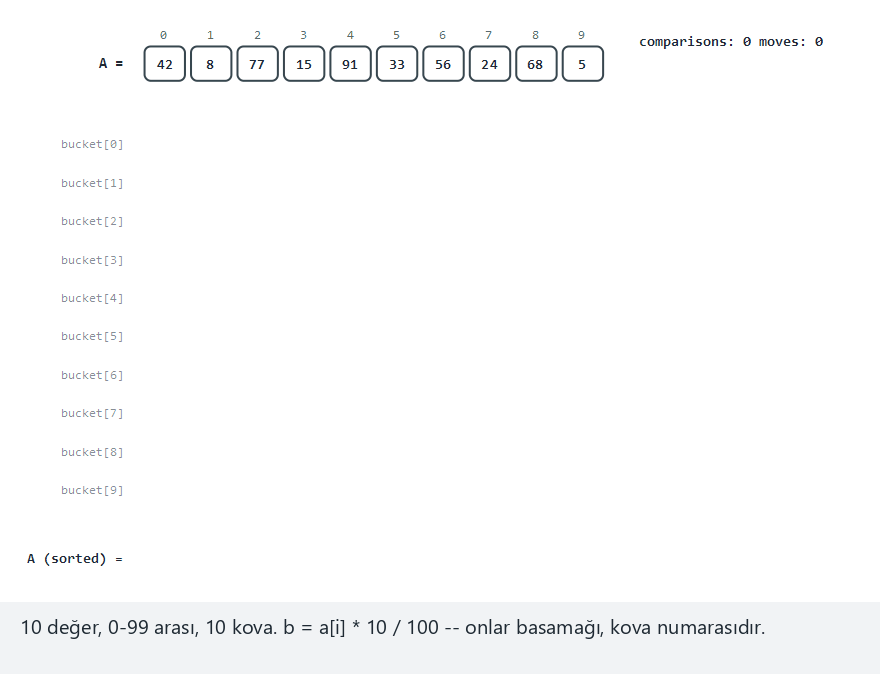 0 1 2 3 4 5 6 7 8 9
A = 42 8 77 15 91 33 56 24 68 5
comparisons: 0 moves: 0
bucket[0]
bucket[1]
bucket[2]
bucket[3]
bucket[4]
bucket[5]
bucket[6]
bucket[7]
bucket[8]
bucket[9]
A (sorted) =
10 değer, 0-99 arası, 10 kova. b = a[i] * 10 / 100 -- onlar basamağı, kova numarasıdır.